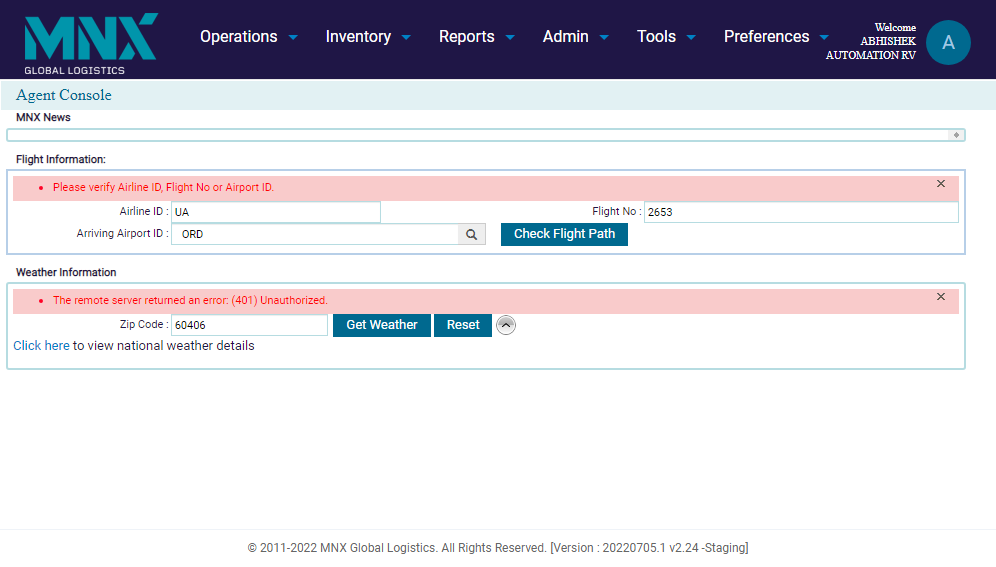 MNX
GLOBAL LOGISTICS
Operations Inventory Reports Admin Tools Preferences
Welcome
ABHISHEK
AUTOMATION RV
A
Agent Console
MNX News
Flight Information:
Please verify Airline ID, Flight No or Airport ID.
Airline ID : UA Flight No : 2653
Arriving Airport ID : ORD Check Flight Path
Weather Information
The remote server returned an error: (401) Unauthorized.
Zip Code : 60406 Get Weather Reset
Click here to view national weather details
© 2011-2022 MNX Global Logistics. All Rights Reserved. [Version : 20220705.1 v2.24 -Staging]